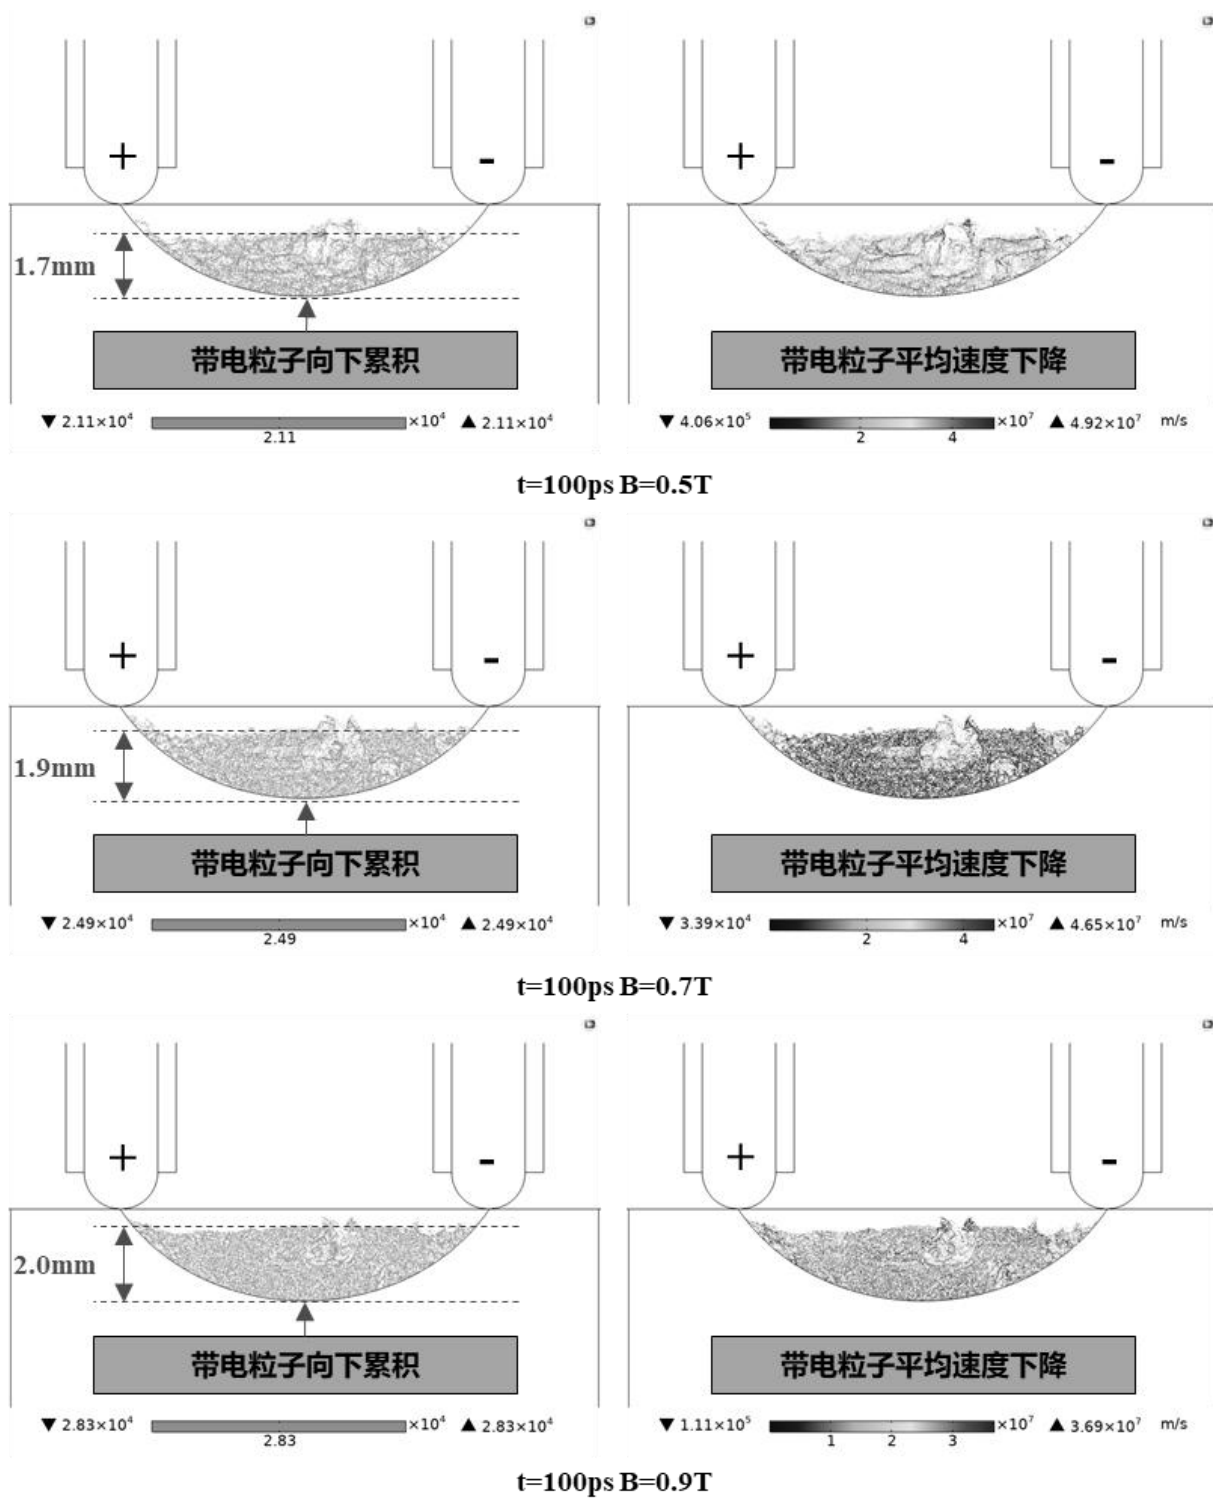 + - + -
1.7mm
带电粒子向下累积 带电粒子平均速度下降
▼ 2.11×10⁴ ×10⁴ ▲ 2.11×10⁴ ▼ 4.06×10⁵ ×10⁷ ▲ 4.92×10⁷ m/s
2.11 2 4
t=100ps B=0.5T
+ - + -
1.9mm
带电粒子向下累积 带电粒子平均速度下降
▼ 2.49×10⁴ ×10⁴ ▲ 2.49×10⁴ ▼ 3.39×10⁴ ×10⁷ ▲ 4.65×10⁷ m/s
2.49 2 4
t=100ps B=0.7T
+ - + -
2.0mm
带电粒子向下累积 带电粒子平均速度下降
▼ 2.83×10⁴ ×10⁴ ▲ 2.83×10⁴ ▼ 1.11×10⁵ ×10⁷ ▲ 3.69×10⁷ m/s
2.83 1 2 3
t=100ps B=0.9T